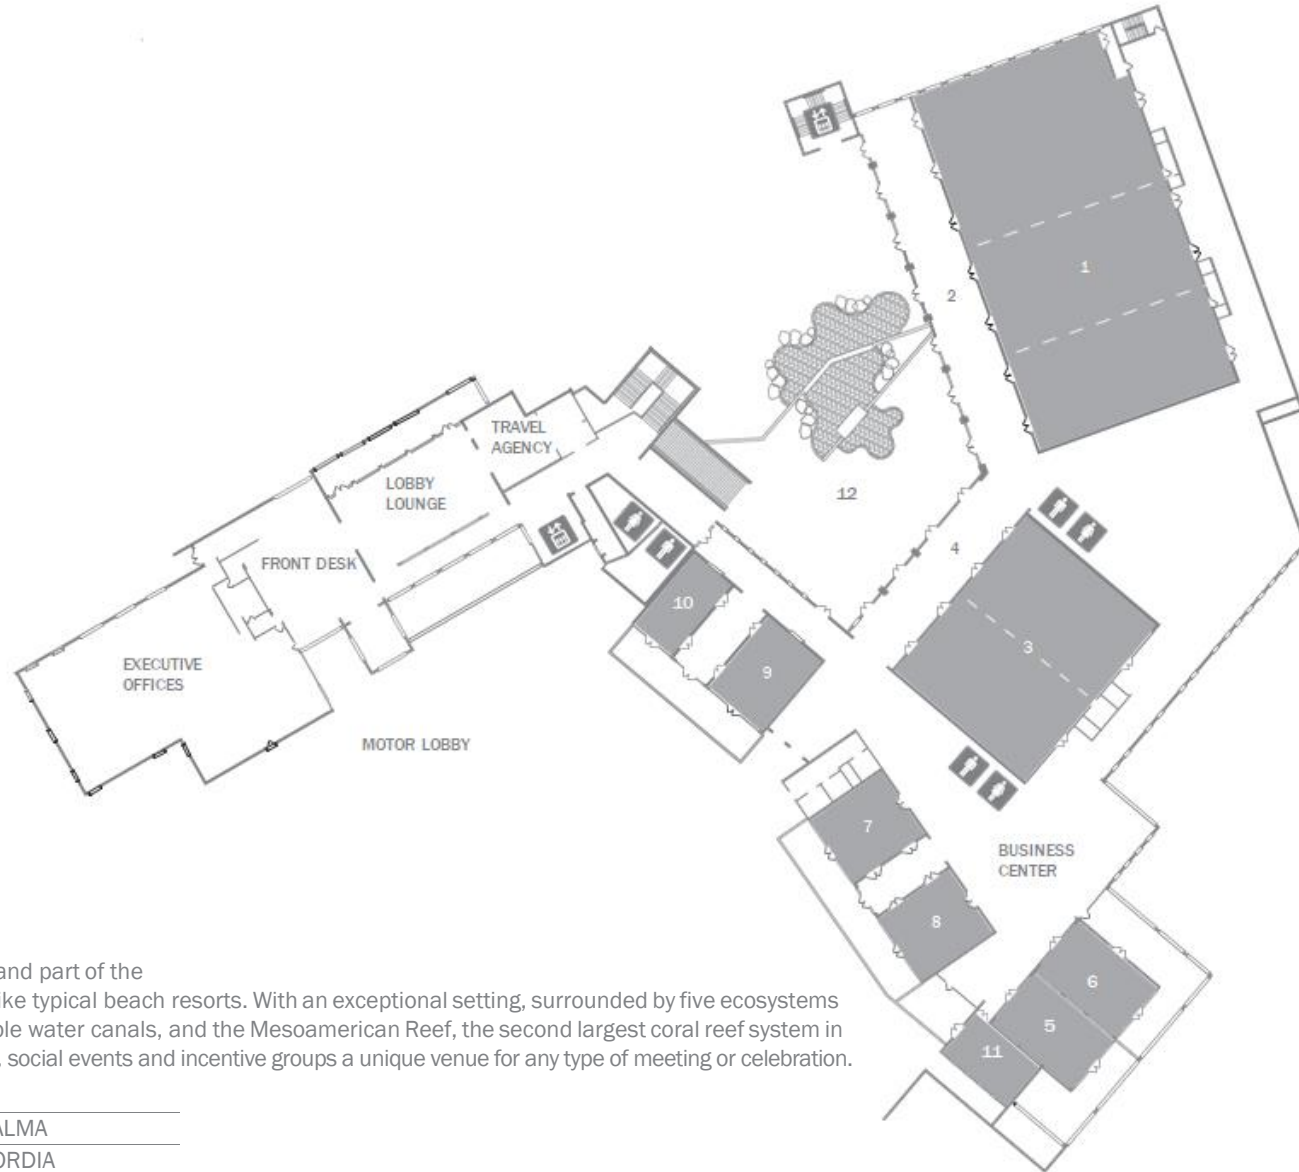 1
2
TRAVEL
AGENCY
LOBBY
LOUNGE
12
4
FRONT DESK
10
3
EXECUTIVE
OFFICES
9
MOTOR LOBBY
7
BUSINESS
CENTER
8
and part of the
typical beach resorts. With an exceptional setting, surrounded by five ecosystems
water canals, and the Mesoamerican Reef, the second largest coral reef system in
, social events and incentive groups a unique venue for any type of meeting or celebration.
6
5
11
ALMA
ORDIA